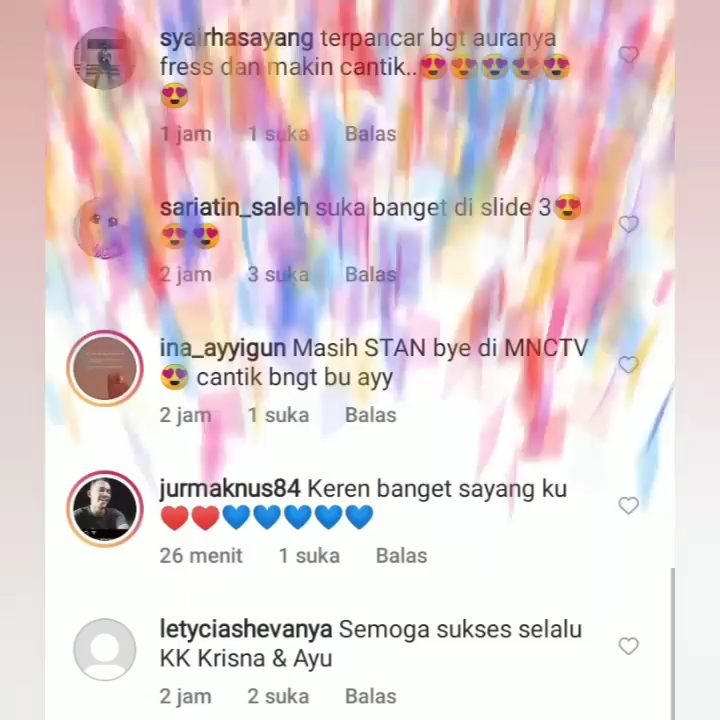 syairhasayang terpancar bgt auranya
fress dan makin cantik..😍😍😍😍😍
😍
1 jam 1 suka Balas
sariatin_saleh suka banget di slide 3😍
😍😍
2 jam 3 suka Balas
ina_ayyigun Masih STAN bye di MNCTV
😍 cantik bngt bu ayy
2 jam 1 suka Balas
jurmaknus84 Keren banget sayang ku
❤️❤️💙💙💙💙💙
26 menit 1 suka Balas
letyciashevanya Semoga sukses selalu
KK Krisna & Ayu
2 jam 2 suka Balas